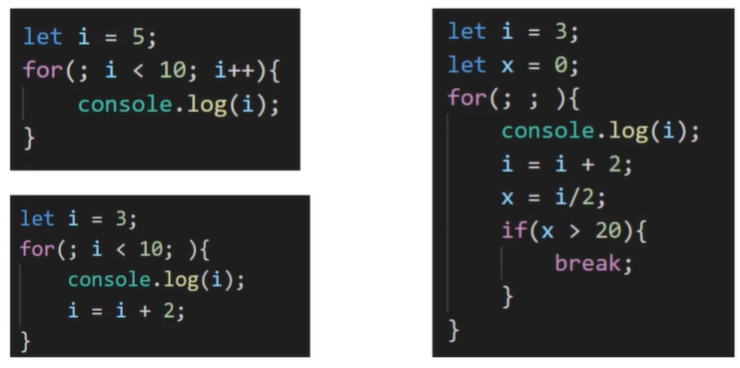 let i = 5;
for(; i < 10; i++){
    console.log(i);
}
let i = 3;
for(; i < 10; ){
    console.log(i);
    i = i + 2;
}
let i = 3;
let x = 0;
for(; ; ){
    console.log(i);
    i = i + 2;
    x = i/2;
    if(x > 20){
        break;
    }
}